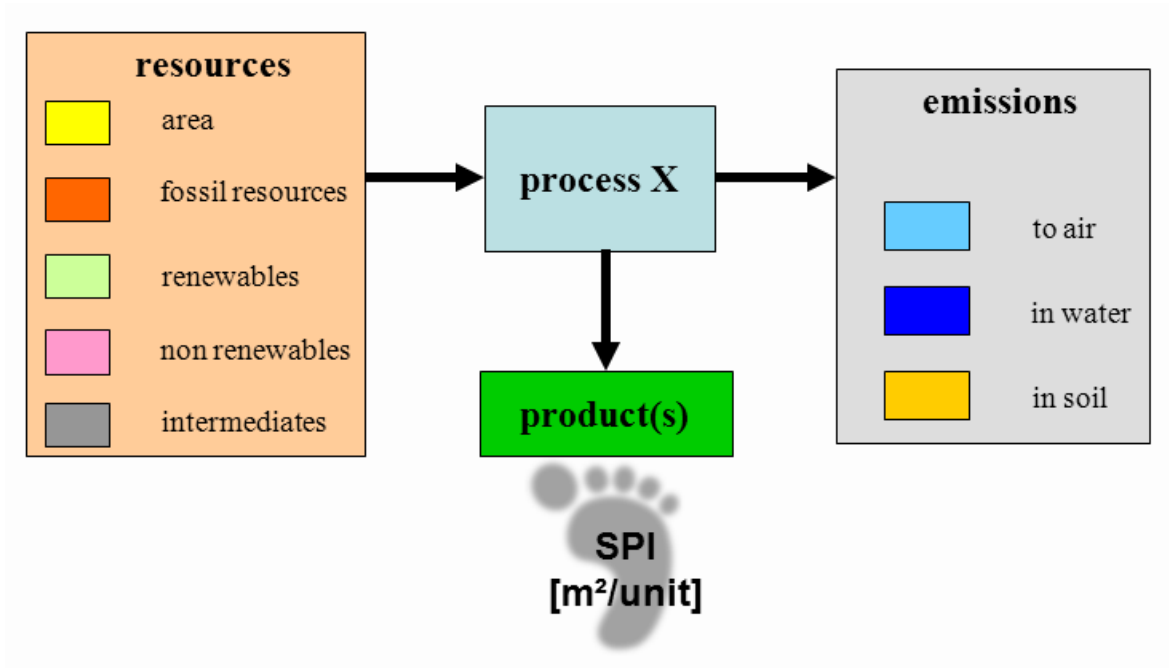 resources
area
fossil resources
renewables
non renewables
intermediates
process X
product(s)
SPI
[m²/unit]
emissions
to air
in water
in soil